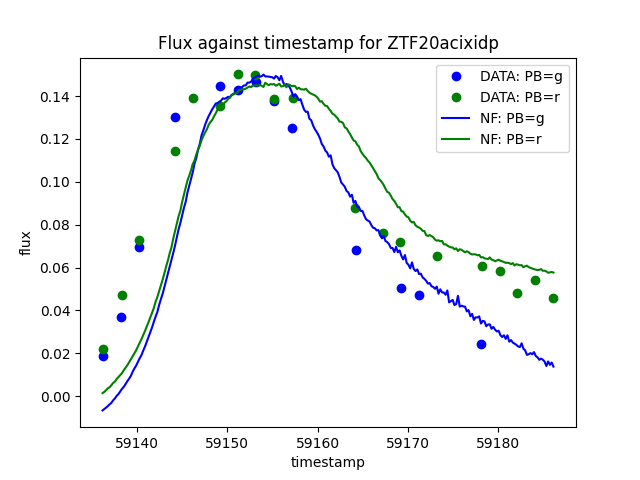 Flux against timestamp for ZTF20acixidp
DATA: PB=g
DATA: PB=r
NF: PB=g
NF: PB=r
flux
0.14
0.12
0.10
0.08
0.06
0.04
0.02
0.00
59140 59150 59160 59170 59180
timestamp